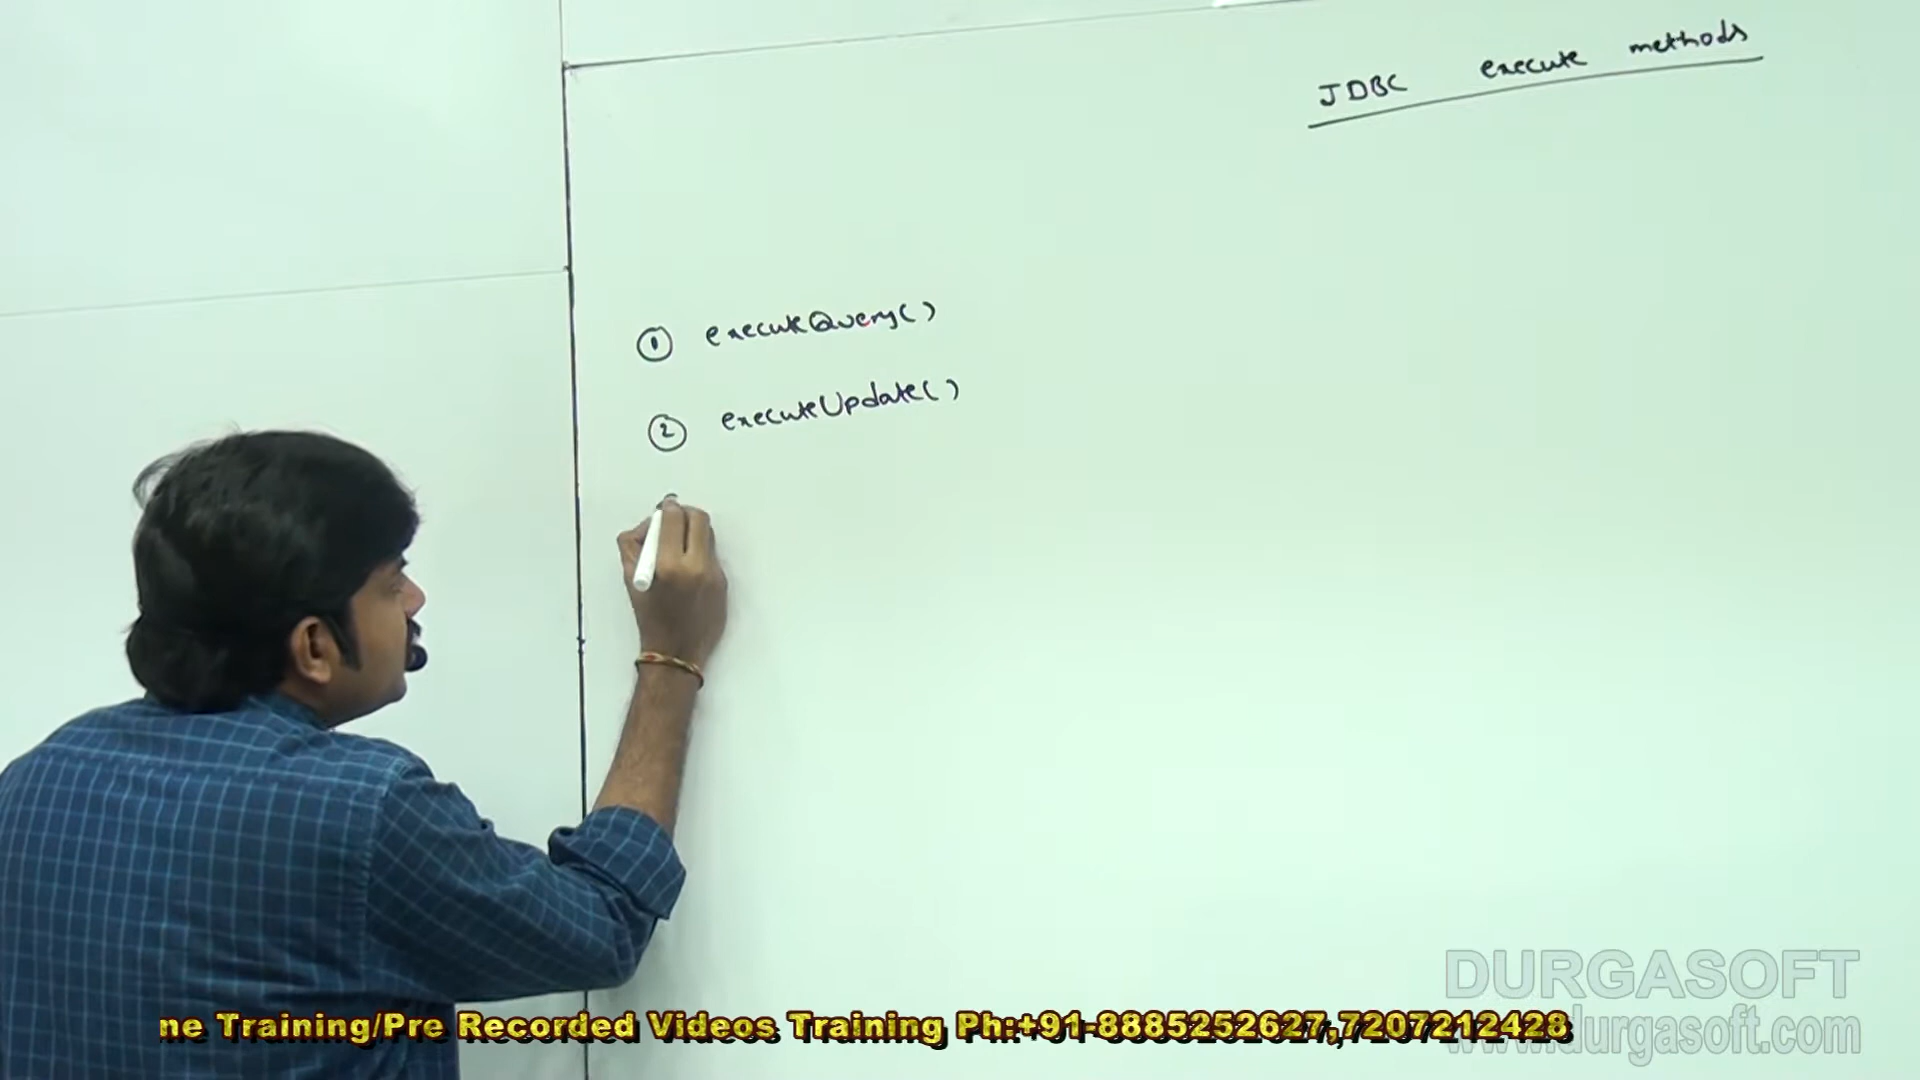 JDBC execute methods
① executeQuery()
② executeUpdate()
DURGASOFT
www.durgasoft.com
ne Training/Pre Recorded Videos Training Ph:+91-8885252627,7207212428